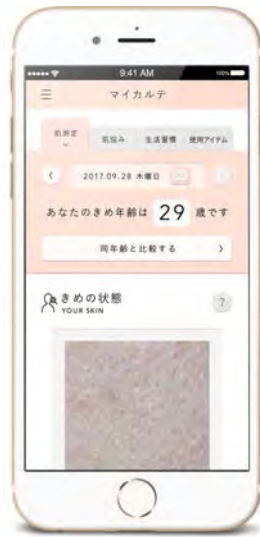 9:41 AM
100%
マイカルテ
肌測定 肌悩み 生活習慣 使用アイテム
2017.09.28 木曜日
あなたのきめ年齢は 29 歳です
同年齢と比較する
きめの状態 ?
YOUR SKIN